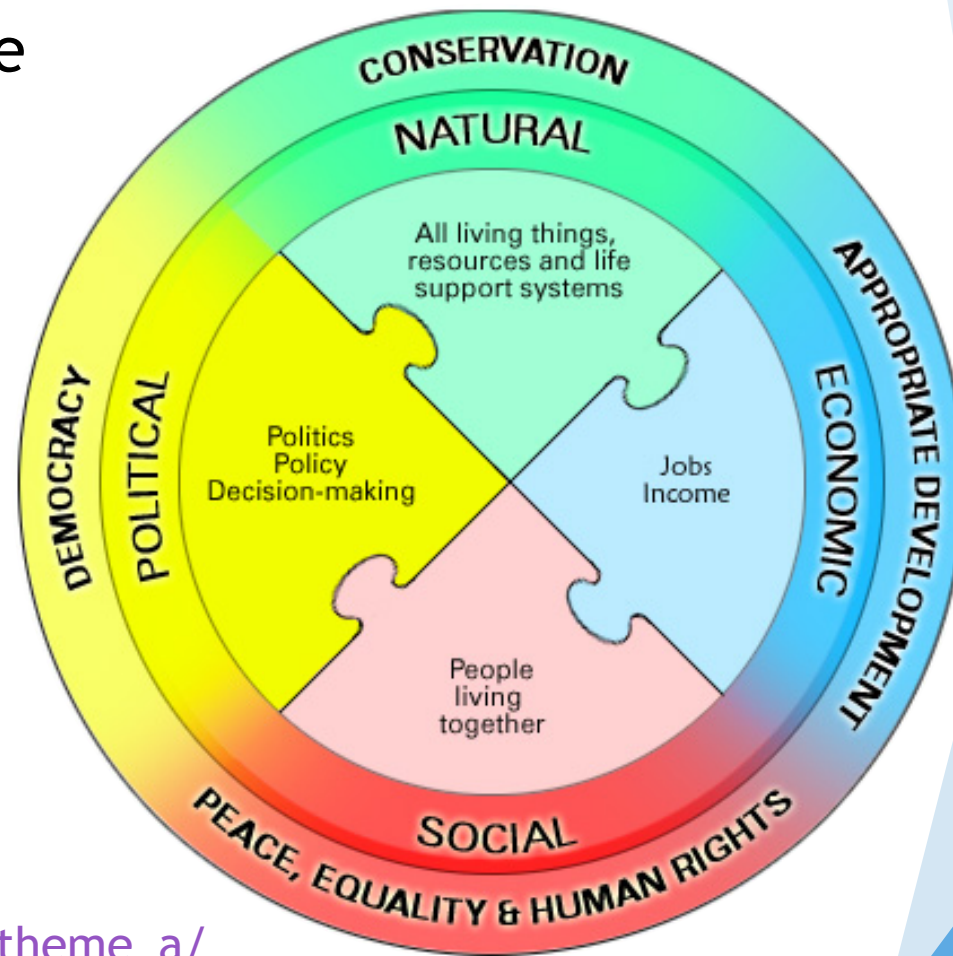 e
CONSERVATION
NATURAL
All living things,
resources and life
support systems
DEMOCRACY
POLITICAL
Politics
Policy
Decision-making
Jobs
Income
ECONOMIC
APPROPRIATE DEVELOPMENT
People
living
together
SOCIAL
PEACE, EQUALITY & HUMAN RIGHTS
theme_a/